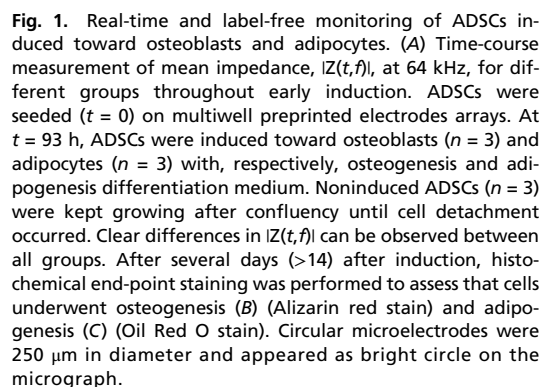 Fig. 1. Real-time and label-free monitoring of ADSCs in-
duced toward osteoblasts and adipocytes. (A) Time-course
measurement of mean impedance, |Z(t,f)|, at 64 kHz, for dif-
ferent groups throughout early induction. ADSCs were
seeded (t = 0) on multiwell preprinted electrodes arrays. At
t = 93 h, ADSCs were induced toward osteoblasts (n = 3) and
adipocytes (n = 3) with, respectively, osteogenesis and adi-
pogenesis differentiation medium. Noninduced ADSCs (n = 3)
were kept growing after confluency until cell detachment
occurred. Clear differences in |Z(t,f)| can be observed between
all groups. After several days (>14) after induction, histo-
chemical end-point staining was performed to assess that cells
underwent osteogenesis (B) (Alizarin red stain) and adipo-
genesis (C) (Oil Red O stain). Circular microelectrodes were
250 μm in diameter and appeared as bright circle on the
micrograph.